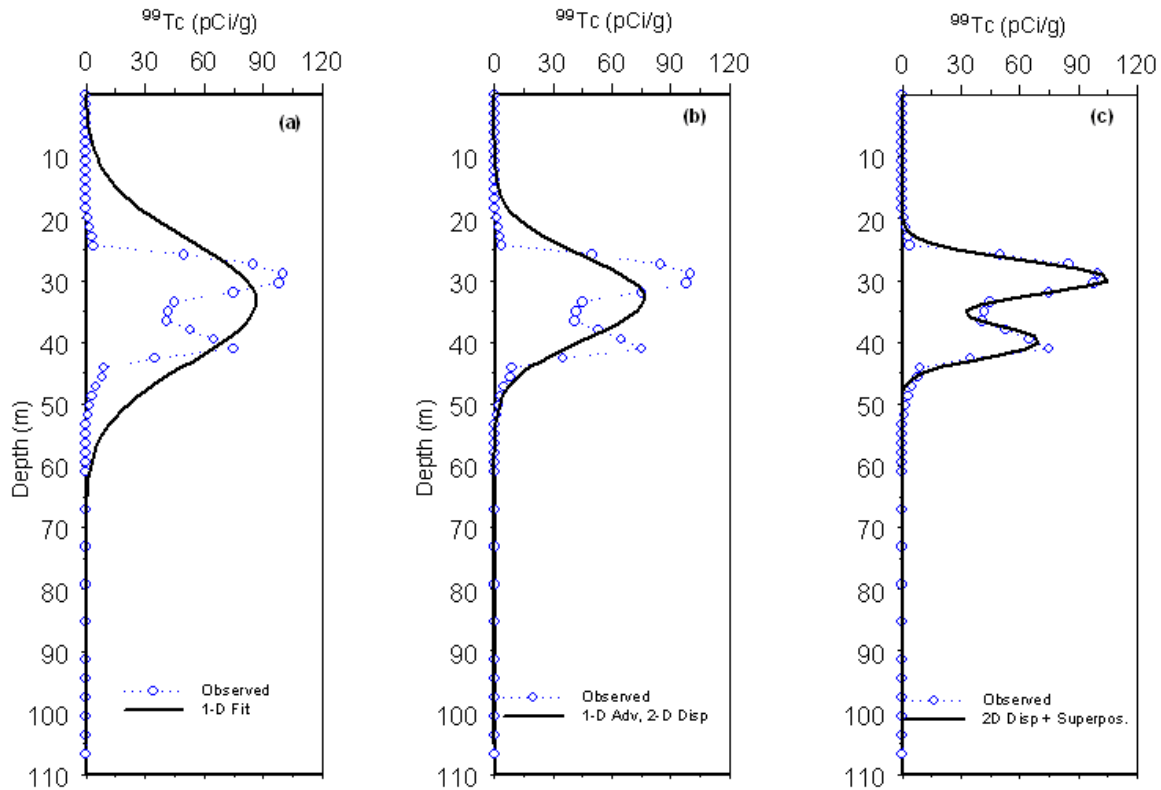 ⁹⁹Tc (pCi/g)
0 30 60 90 120
(a)
10
20
30
40
50
60
70
80
90
100
110
Depth (m)
Observed
1-D Fit
⁹⁹Tc (pCi/g)
0 30 60 90 120
(b)
10
20
30
40
50
60
70
80
90
100
110
Depth (m)
Observed
1-D Adv, 2-D Disp
⁹⁹Tc (pCi/g)
0 30 60 90 120
(c)
10
20
30
40
50
60
70
80
90
100
110
Observed
2D Disp + Superpos.